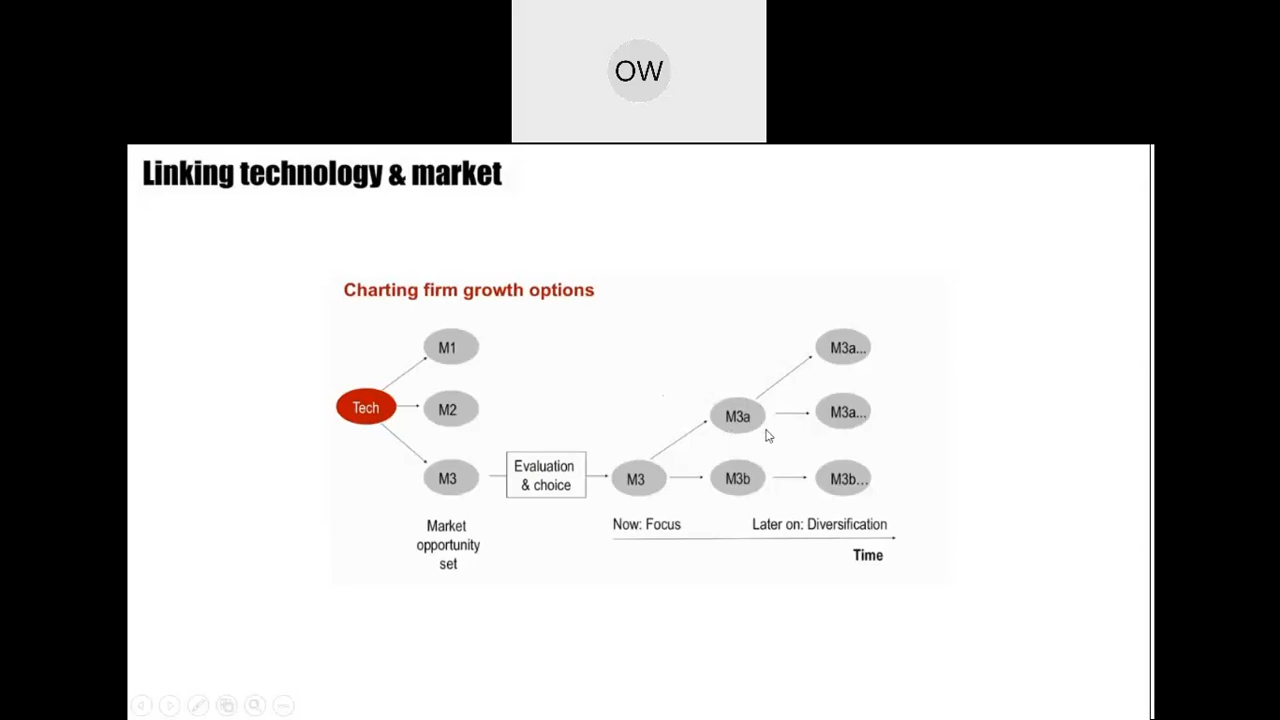 OW
Linking technology & market
Charting firm growth options
M1
M3a...
Tech
M2
M3a
M3a...
M3
Evaluation
& choice
M3
M3b
M3b...
Market
opportunity
set
Now: Focus
Later on: Diversification
Time